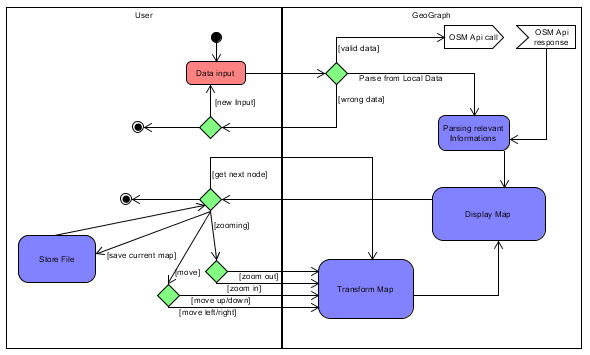 User
GeoGraph
OSM Api call
OSM Api
response
[valid data]
Data input
Parse from Local Data
[new Input]
[wrong data]
Parsing relevant
Informations
[get next node]
Display Map
[zooming]
Store File
[save current map]
[move]
[zoom out]
[zoom in]
Transform Map
[move up/down]
[move left/right]